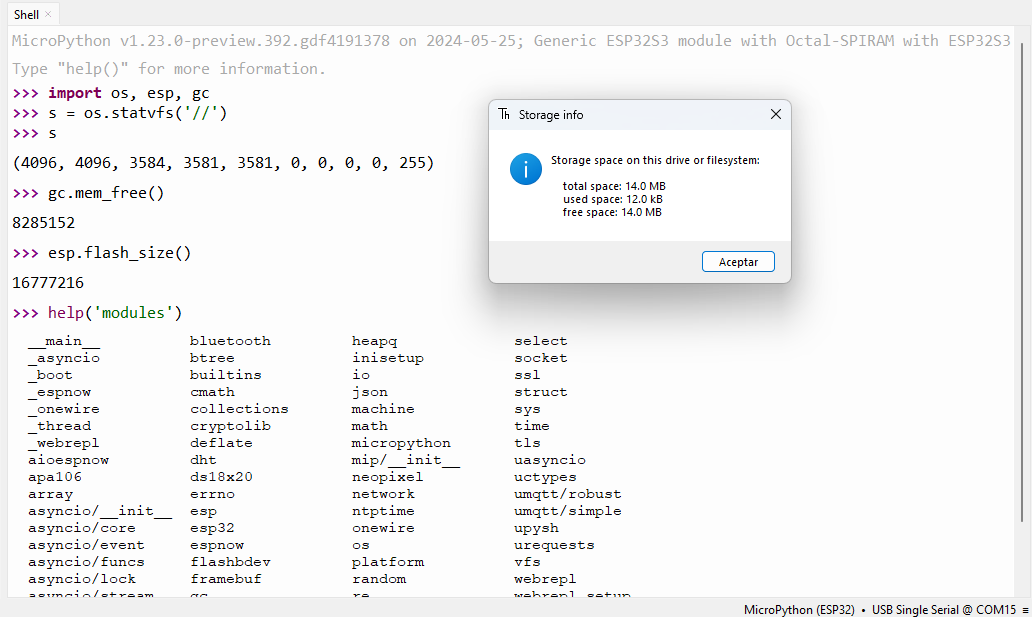 Shell ×
MicroPython v1.23.0-preview.392.gdf4191378 on 2024-05-25; Generic ESP32S3 module with Octal-SPIRAM with ESP32S3
Type "help()" for more information.
>>> import os, esp, gc
>>> s = os.statvfs('//')
>>> s
(4096, 4096, 3584, 3581, 3581, 0, 0, 0, 0, 255)
>>> gc.mem_free()
8285152
>>> esp.flash_size()
16777216
>>> help('modules')
__main__ bluetooth heapq select
_asyncio btree inisetup socket
_boot builtins io ssl
_espnow cmath json struct
_onewire collections machine sys
_thread cryptolib math time
_webrepl deflate micropython tls
aioespnow dht mip/__init__ uasyncio
apa106 ds18x20 neopixel uctypes
array errno network umqtt/robust
asyncio/__init__ esp ntptime umqtt/simple
asyncio/core esp32 onewire upysh
asyncio/event espnow os urequests
asyncio/funcs flashbdev platform vfs
asyncio/lock framebuf random webrepl
asyncio/stream gc re webrepl_setup
Th Storage info
Storage space on this drive or filesystem:
total space: 14.0 MB
used space: 12.0 kB
free space: 14.0 MB
Aceptar
MicroPython (ESP32) • USB Single Serial @ COM15 ≡